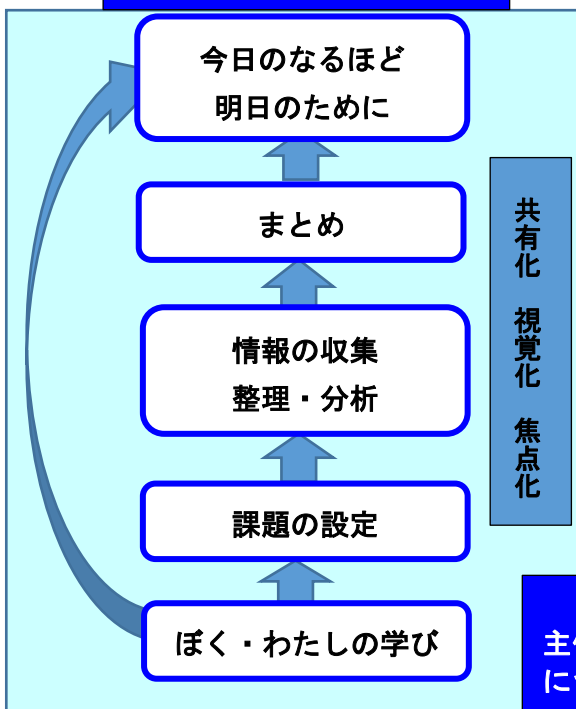 今日のなるほど
明日のために
まとめ
情報の収集
整理・分析
課題の設定
ぼく・わたしの学び
共有化 視覚化 焦点化